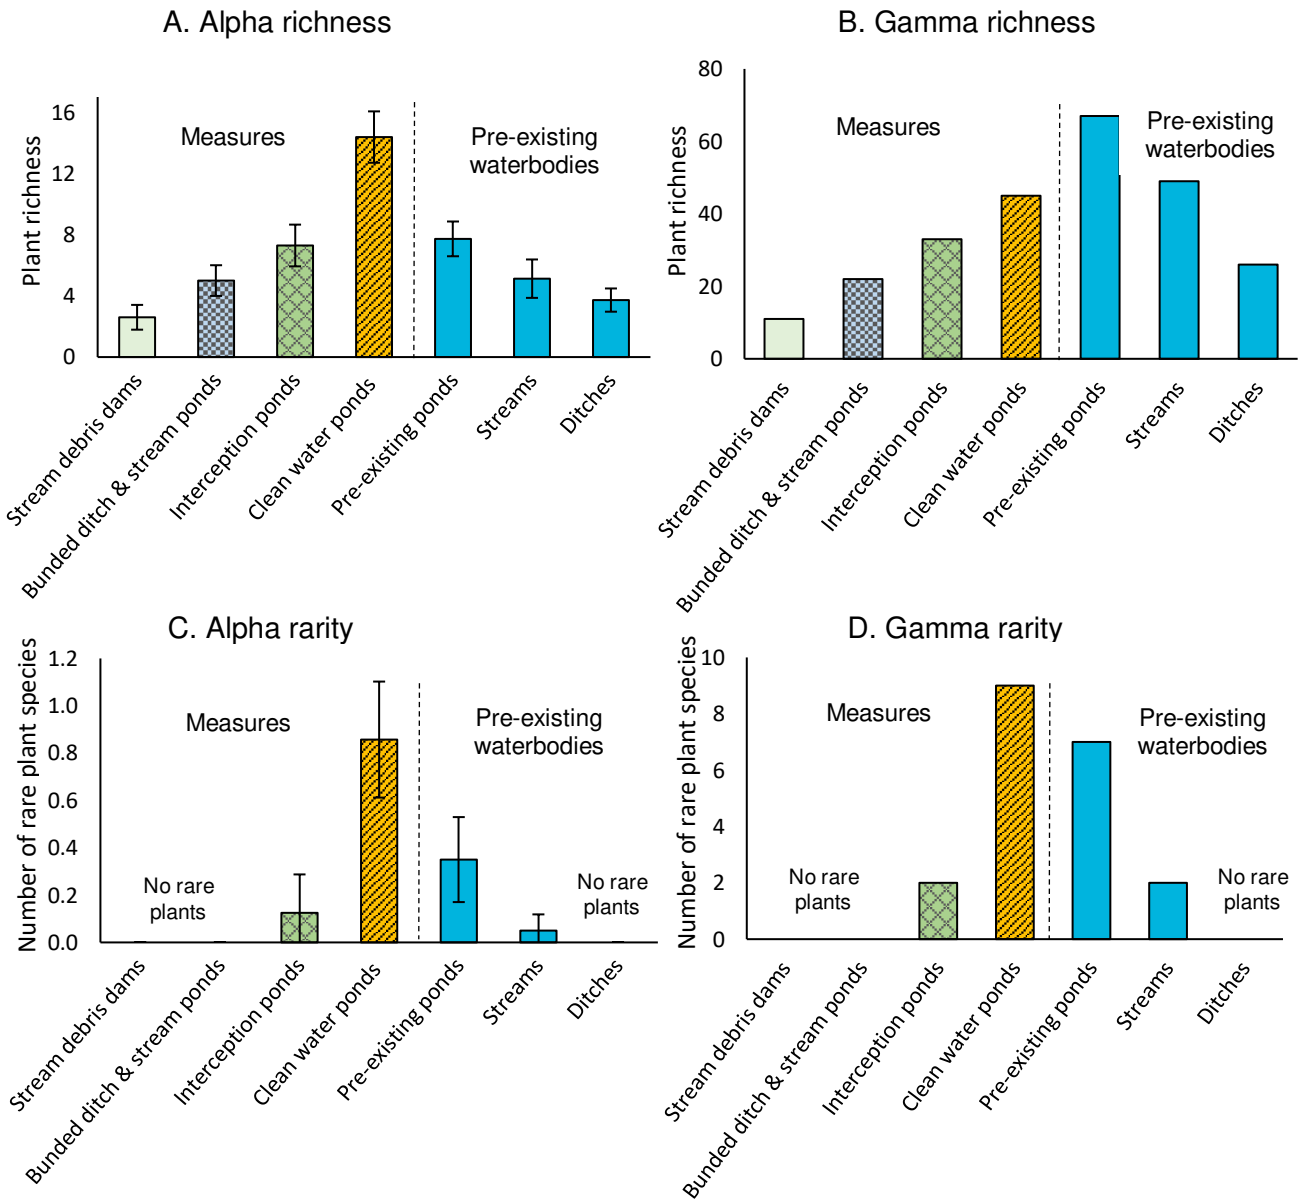 A. Alpha richness
Plant richness
16
12
8
4
0
Measures
Pre-existing
waterbodies
Stream debris dams
Bunded ditch & stream ponds
Interception ponds
Clean water ponds
Pre-existing ponds
Streams
Ditches
B. Gamma richness
Plant richness
80
60
40
20
0
Measures
Pre-existing
waterbodies
Stream debris dams
Bunded ditch & stream ponds
Interception ponds
Clean water ponds
Pre-existing ponds
Streams
Ditches
C. Alpha rarity
Number of rare plant species
1.2
1.0
0.8
0.6
0.4
0.2
0.0
Measures
Pre-existing
waterbodies
No rare
plants
No rare
plants
Stream debris dams
Bunded ditch & stream ponds
Interception ponds
Clean water ponds
Pre-existing ponds
Streams
Ditches
D. Gamma rarity
Number of rare plant species
10
8
6
4
2
0
Measures
Pre-existing
waterbodies
No rare
plants
No rare
plants
Stream debris dams
Bunded ditch & stream ponds
Interception ponds
Clean water ponds
Pre-existing ponds
Streams
Ditches